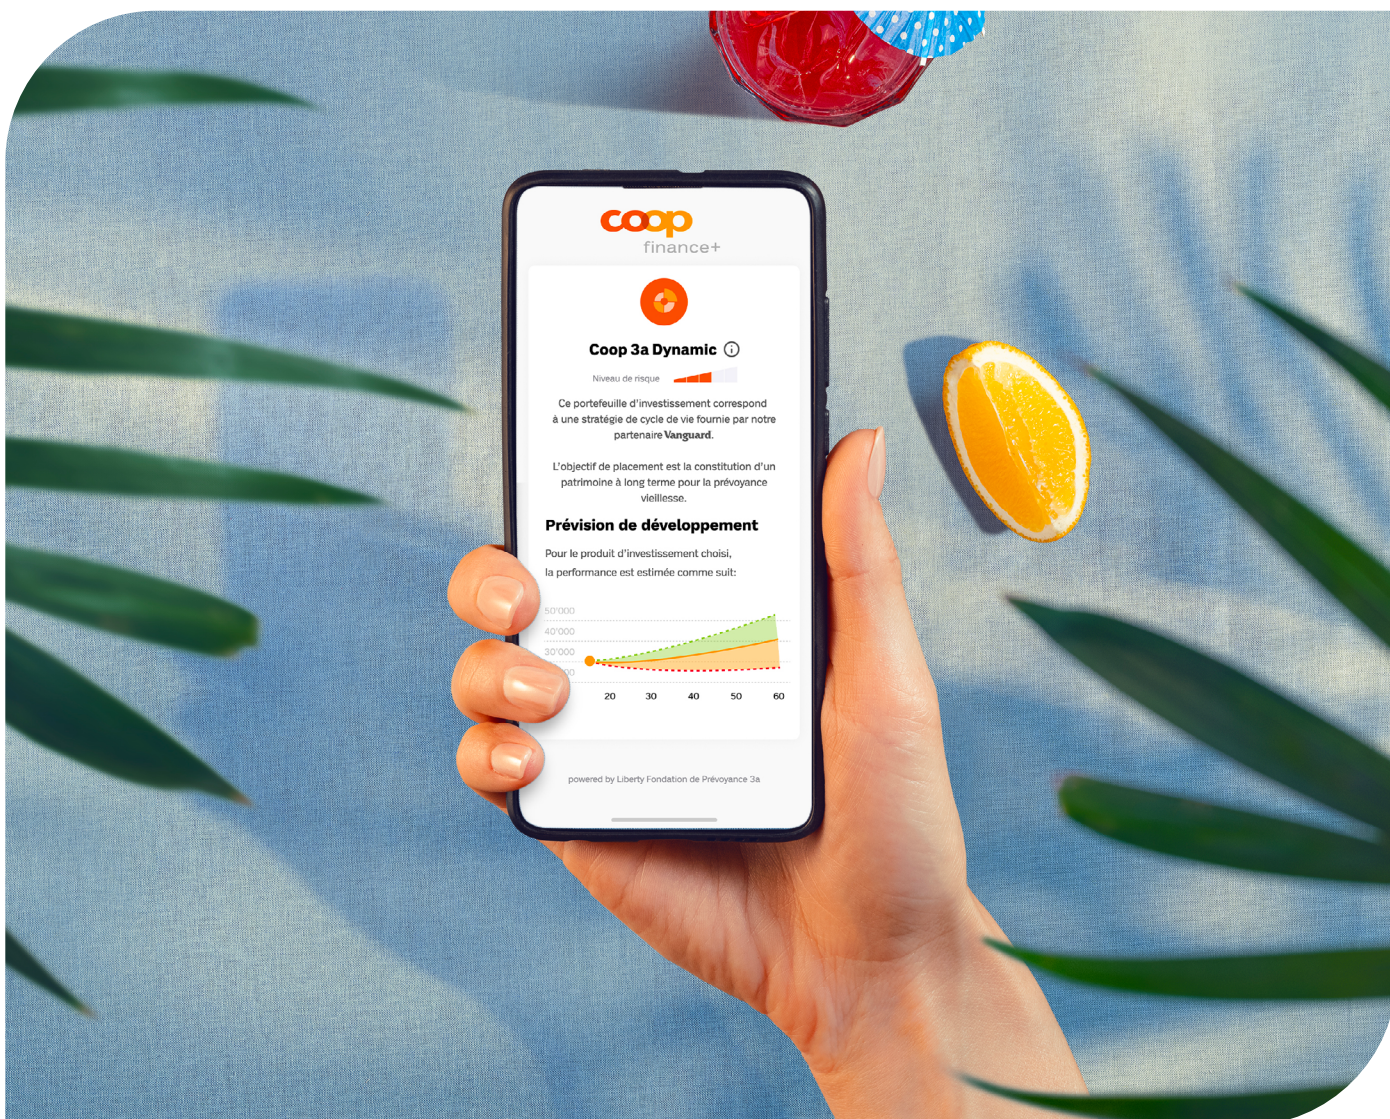 coop
finance+
Coop 3a Dynamic
Niveau de risque
Ce portefeuille d'investissement correspond
à une stratégie de cycle de vie fournie par notre
partenaire Vanguard.
L'objectif de placement est la constitution d'un
patrimoine à long terme pour la prévoyance
vieillesse.
Prévision de développement
Pour le produit d'investissement choisi,
la performance est estimée comme suit:
50'000
40'000
30'000
20 30 40 50 60
powered by Liberty Fondation de Prévoyance 3a